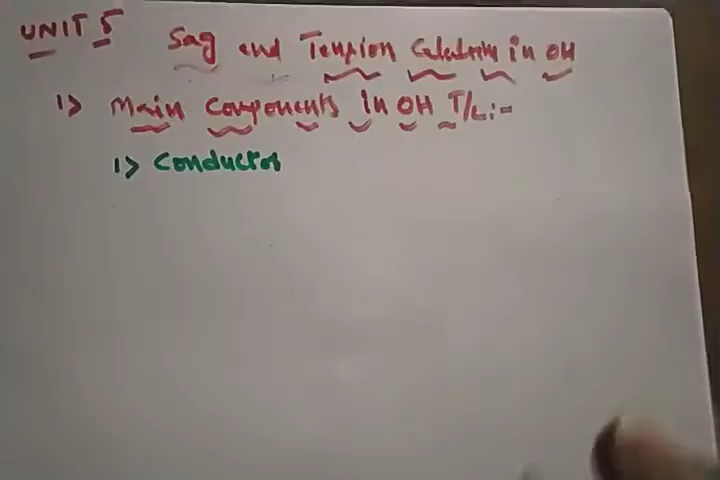 UNIT 5 Sag and Tension Calculation in OH
1> Main Components in OH T/L:-
1> Conductor